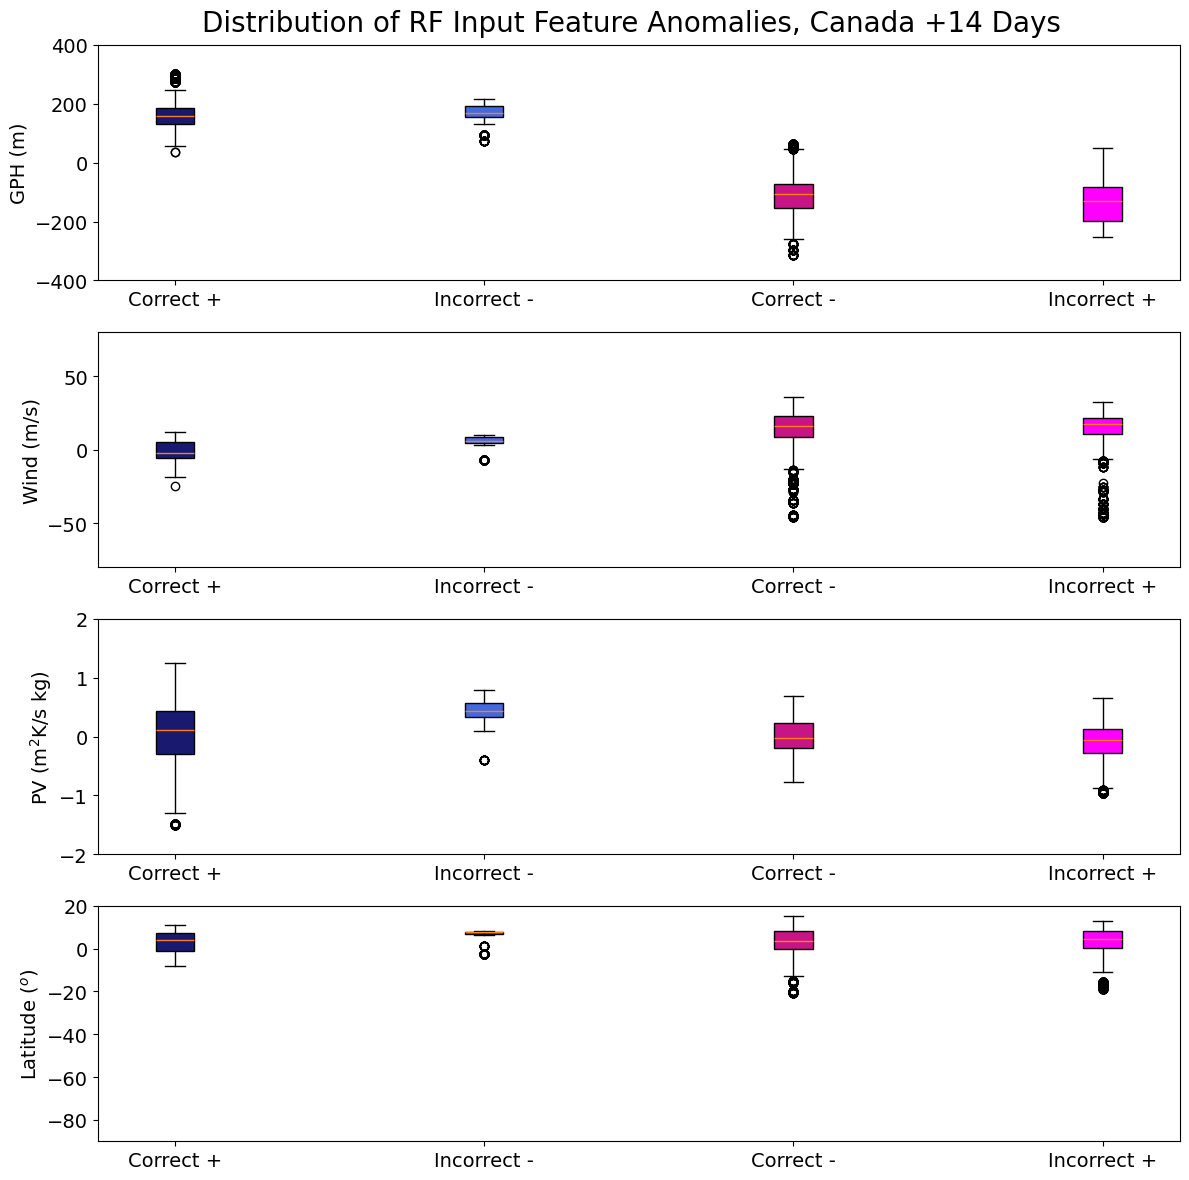 Distribution of RF Input Feature Anomalies, Canada +14 Days
GPH (m)
400
200
0
−200
−400
Correct + Incorrect - Correct - Incorrect +
Wind (m/s)
50
0
−50
Correct + Incorrect - Correct - Incorrect +
PV (m²K/s kg)
2
1
0
−1
−2
Correct + Incorrect - Correct - Incorrect +
Latitude (°)
20
0
−20
−40
−60
−80
Correct + Incorrect - Correct - Incorrect +